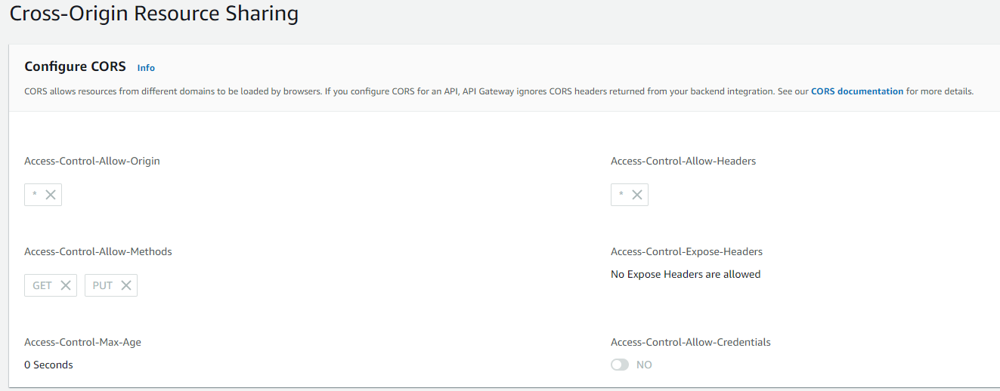 Cross-Origin Resource Sharing
Configure CORS Info
CORS allows resources from different domains to be loaded by browsers. If you configure CORS for an API, API Gateway ignores CORS headers returned from your backend integration. See our CORS documentation for more details.
Access-Control-Allow-Origin
*
Access-Control-Allow-Headers
*
Access-Control-Allow-Methods
GET PUT
Access-Control-Expose-Headers
No Expose Headers are allowed
Access-Control-Max-Age
0 Seconds
Access-Control-Allow-Credentials
NO